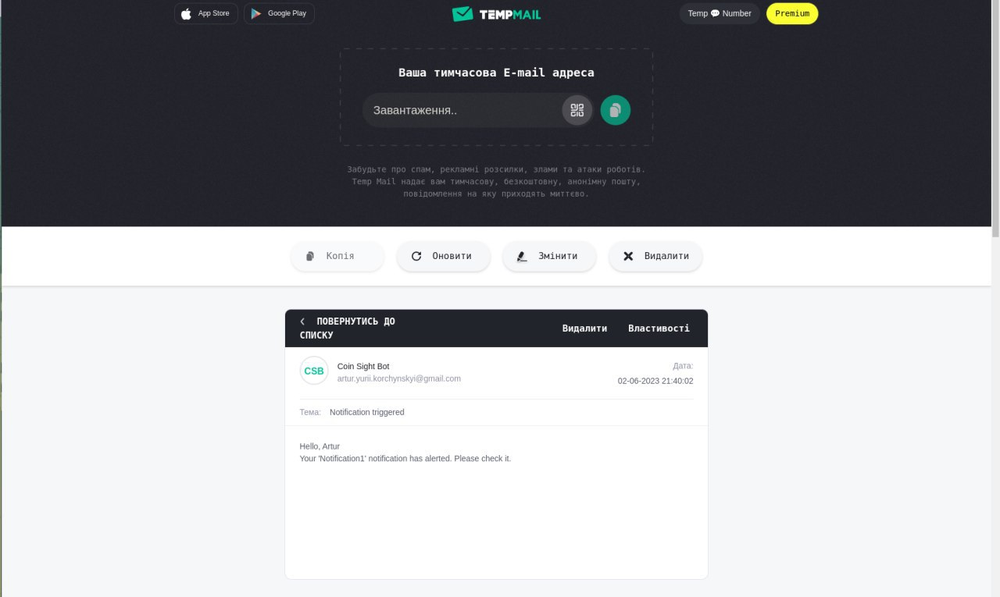 App Store
Google Play
TEMPMAIL
Temp Number
Premium
Ваша тимчасова E-mail адреса
Завантаження..
Забудьте про спам, рекламні розсилки, злами та атаки роботів.
Temp Mail надає вам тимчасову, безкоштовну, анонімну пошту,
повідомлення на яку приходять миттєво.
Копія
Оновити
Змінити
Видалити
ПОВЕРНУТИСЬ ДО
СПИСКУ
Видалити
Властивості
CSB
Coin Sight Bot
artur.yurii.korchynskyi@gmail.com
Дата:
02-06-2023 21:40:02
Тема: Notification triggered
Hello, Artur
Your 'Notification1' notification has alerted. Please check it.